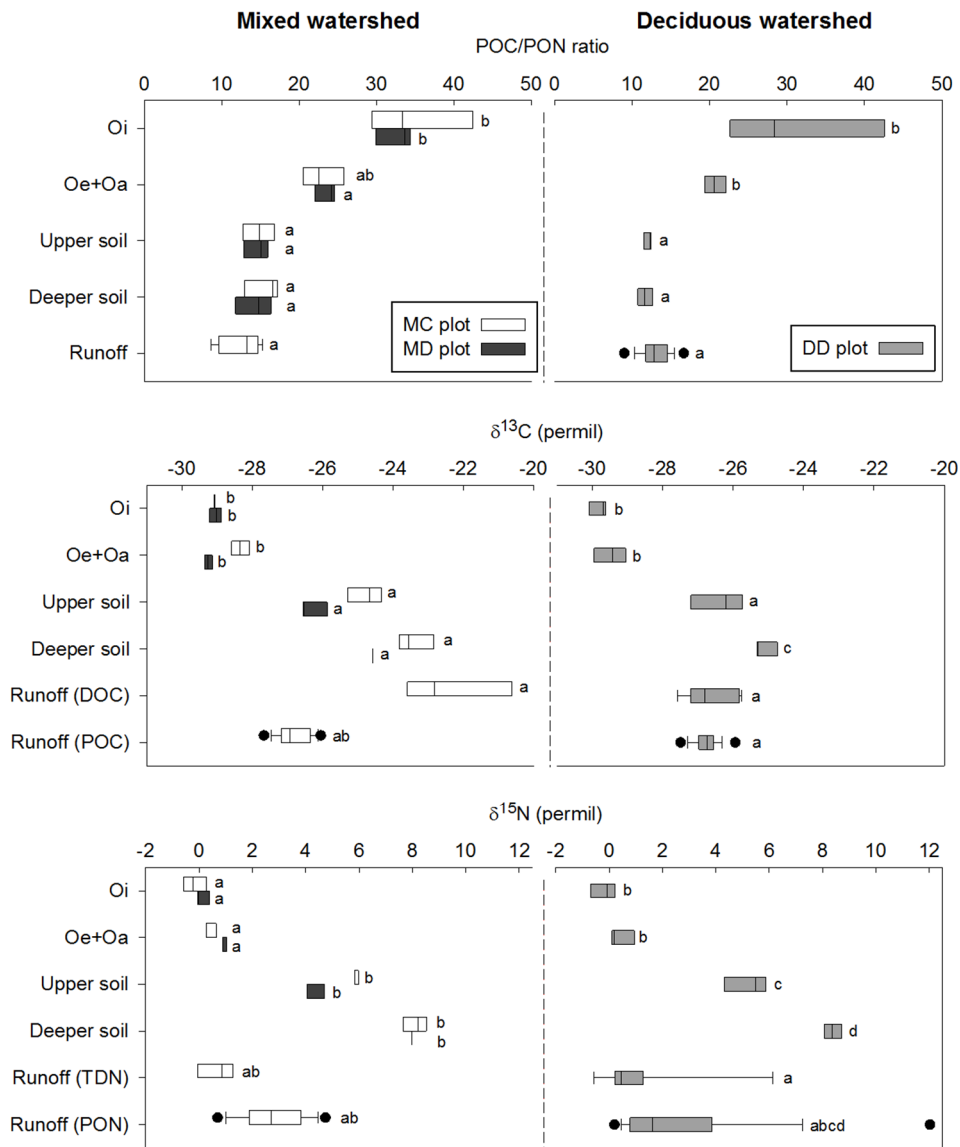 Mixed watershed Deciduous watershed
POC/PON ratio
0 10 20 30 40 50 0 10 20 30 40 50
Oi b b b
Oe+Oa ab a b
Upper soil a a a
Deeper soil a a a
Runoff a a
MC plot
MD plot
DD plot
δ13C (permil)
-30 -28 -26 -24 -22 -20 -30 -28 -26 -24 -22 -20
Oi b b b
Oe+Oa b b b
Upper soil a a a
Deeper soil a a c
Runoff (DOC) a a
Runoff (POC) ab a
δ15N (permil)
-2 0 2 4 6 8 10 12 -2 0 2 4 6 8 10 12
Oi a a b
Oe+Oa a a b
Upper soil b b c
Deeper soil b b d
Runoff (TDN) ab a
Runoff (PON) ab abcd